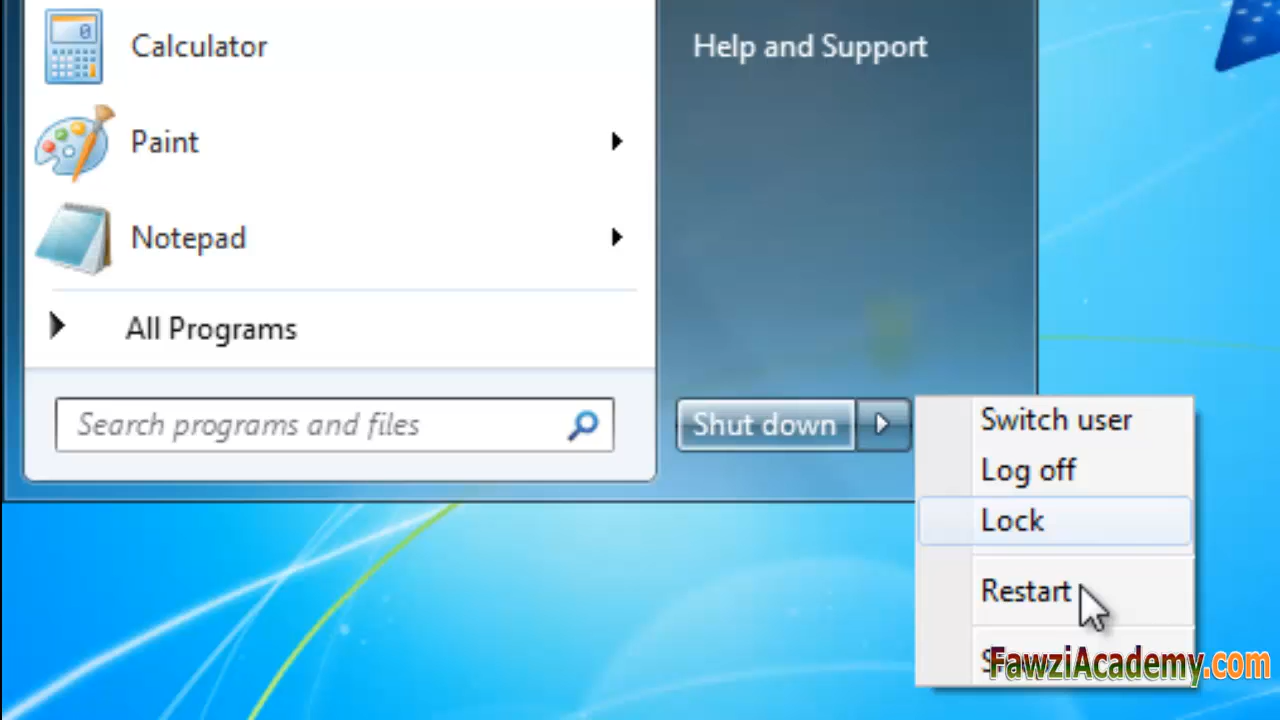 Calculator
Help and Support
Paint
Notepad
All Programs
Search programs and files
Shut down
Switch user
Log off
Lock
Restart
FawziAcademy.com